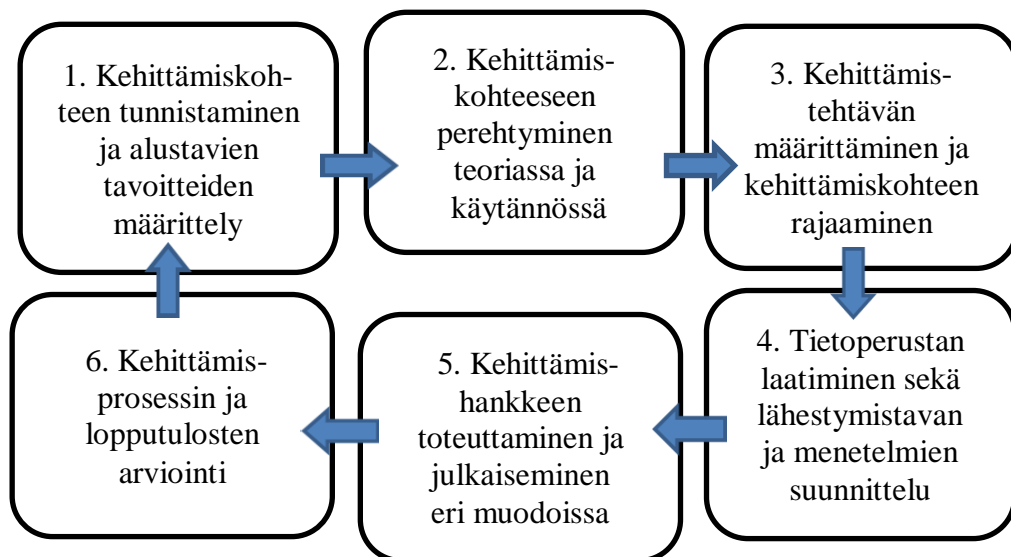 1. Kehittämiskoh-
teen tunnistaminen
ja alustavien
tavoitteiden
määrittely
2. Kehittämis-
kohteeseen
perehtyminen
teoriassa ja
käytännössä
3. Kehittämis-
tehtävän
määrittäminen ja
kehittämiskohteen
rajaaminen
4. Tietoperustan
laatiminen sekä
lähestymistavan
ja menetelmien
suunnittelu
5. Kehittämis-
hankkeen
toteuttaminen ja
julkaiseminen
eri muodoissa
6. Kehittämis-
prosessin ja
lopputulosten
arviointi